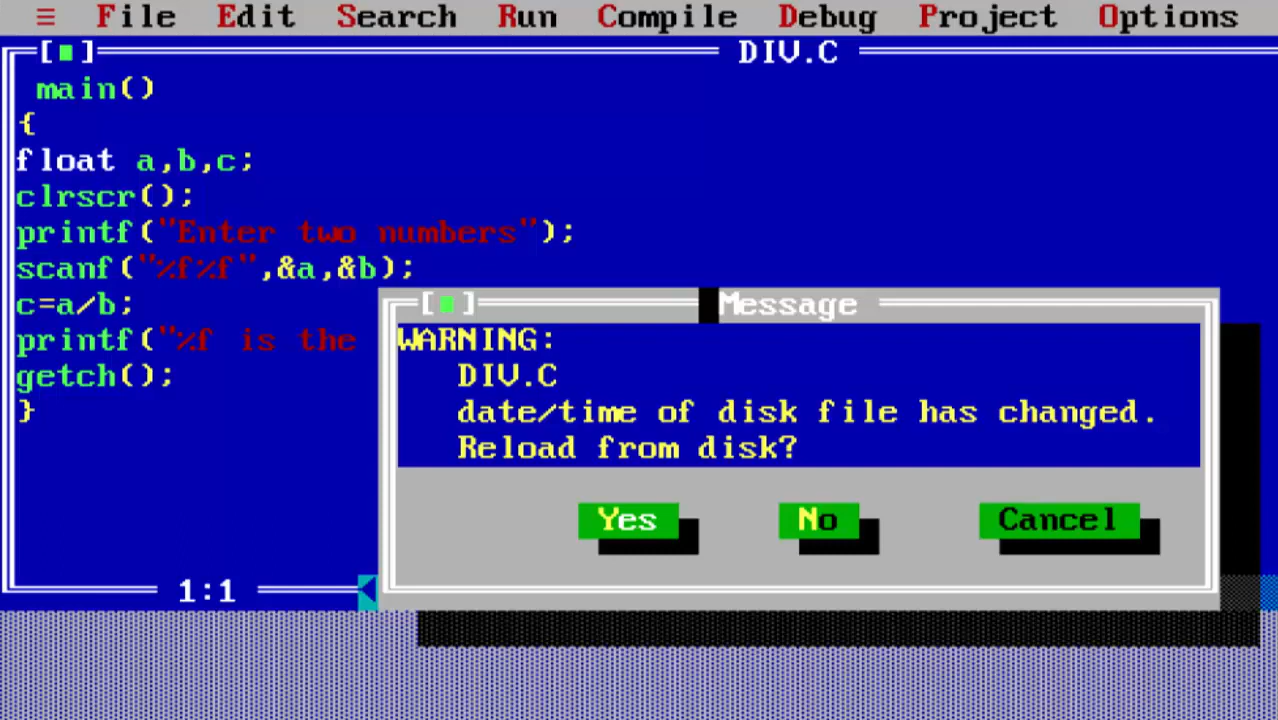 ≡ File Edit Search Run Compile Debug Project Options
[■] DIV.C
main()
{
float a,b,c;
clrscr();
printf("Enter two numbers");
scanf("%f%f",&a,&b);
c=a/b;
printf("%f is the
getch();
}
1:1
[■] Message
WARNING:
DIV.C
date/time of disk file has changed.
Reload from disk?
Yes No Cancel